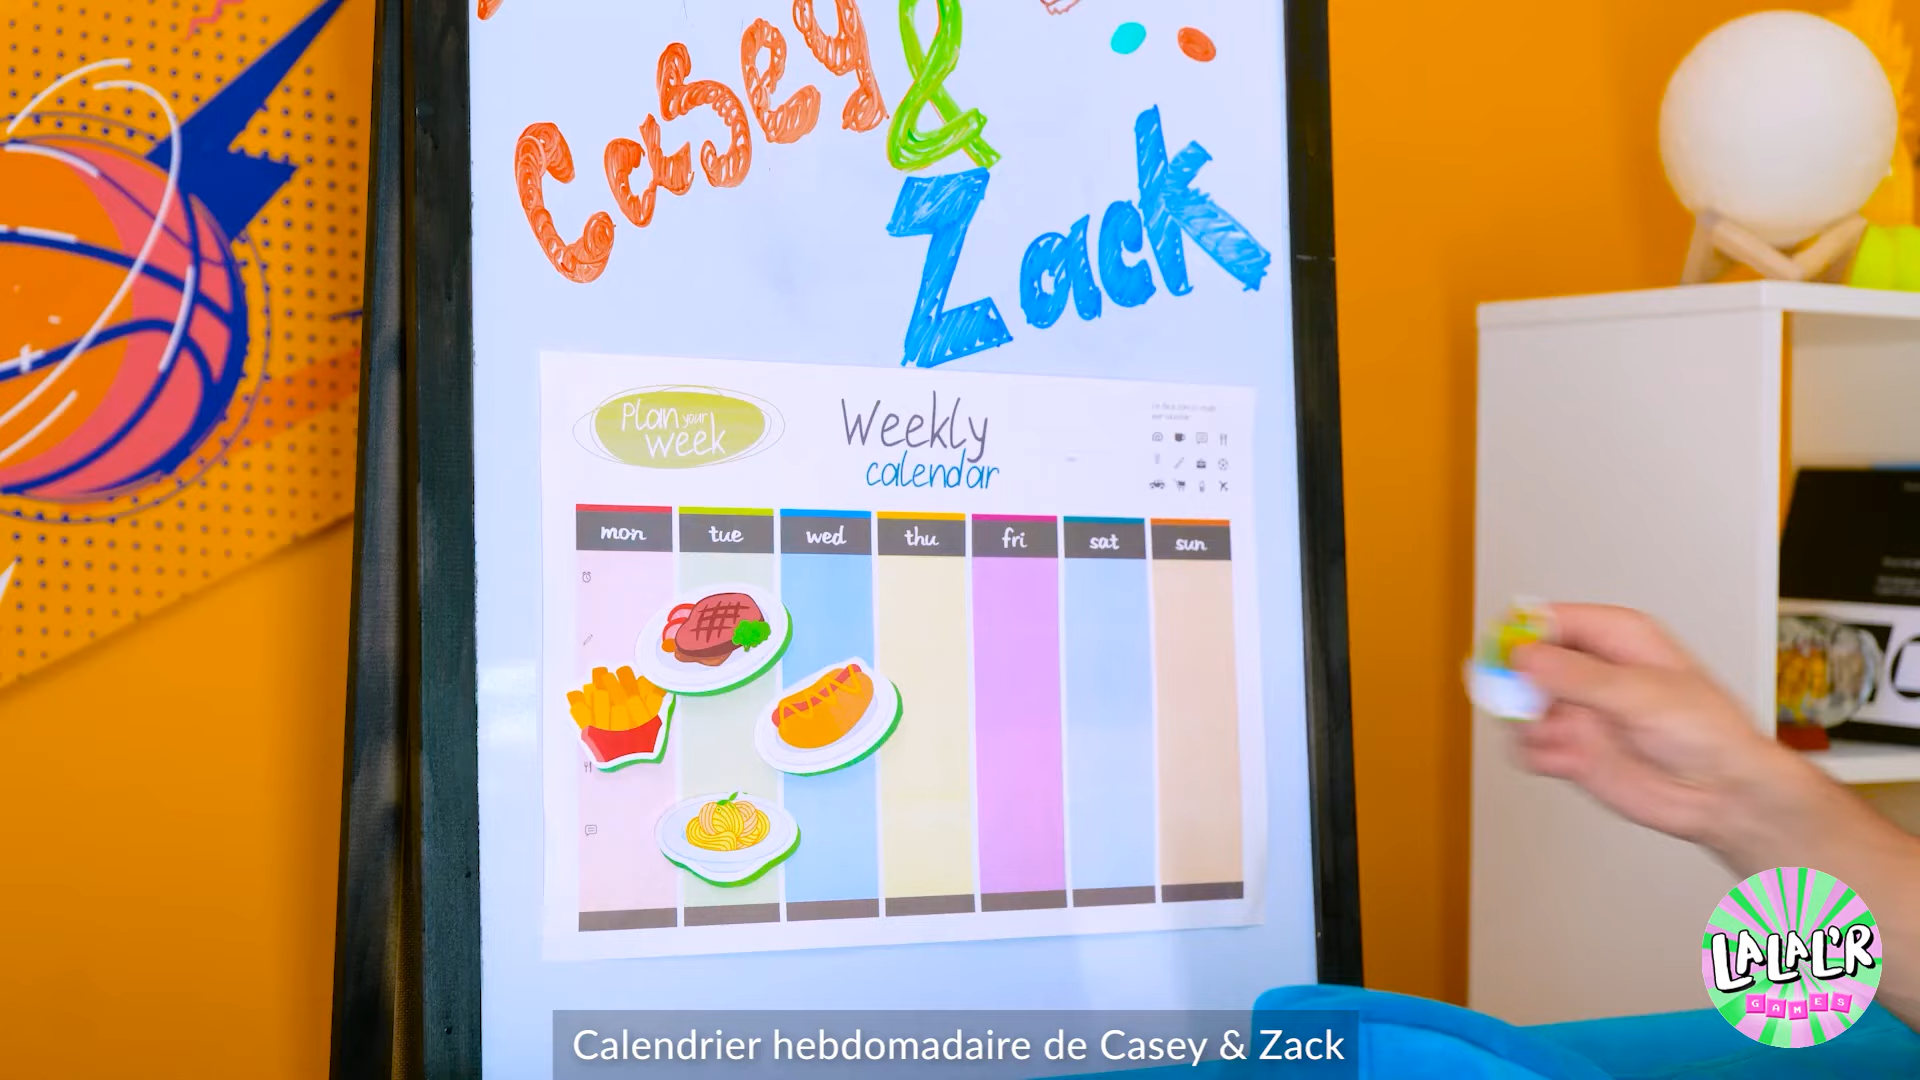 Casey
&
Zack
Plan your
week
Weekly
calendar
mon tue wed thu fri sat sun
LALAL'R
GAMES
Calendrier hebdomadaire de Casey & Zack